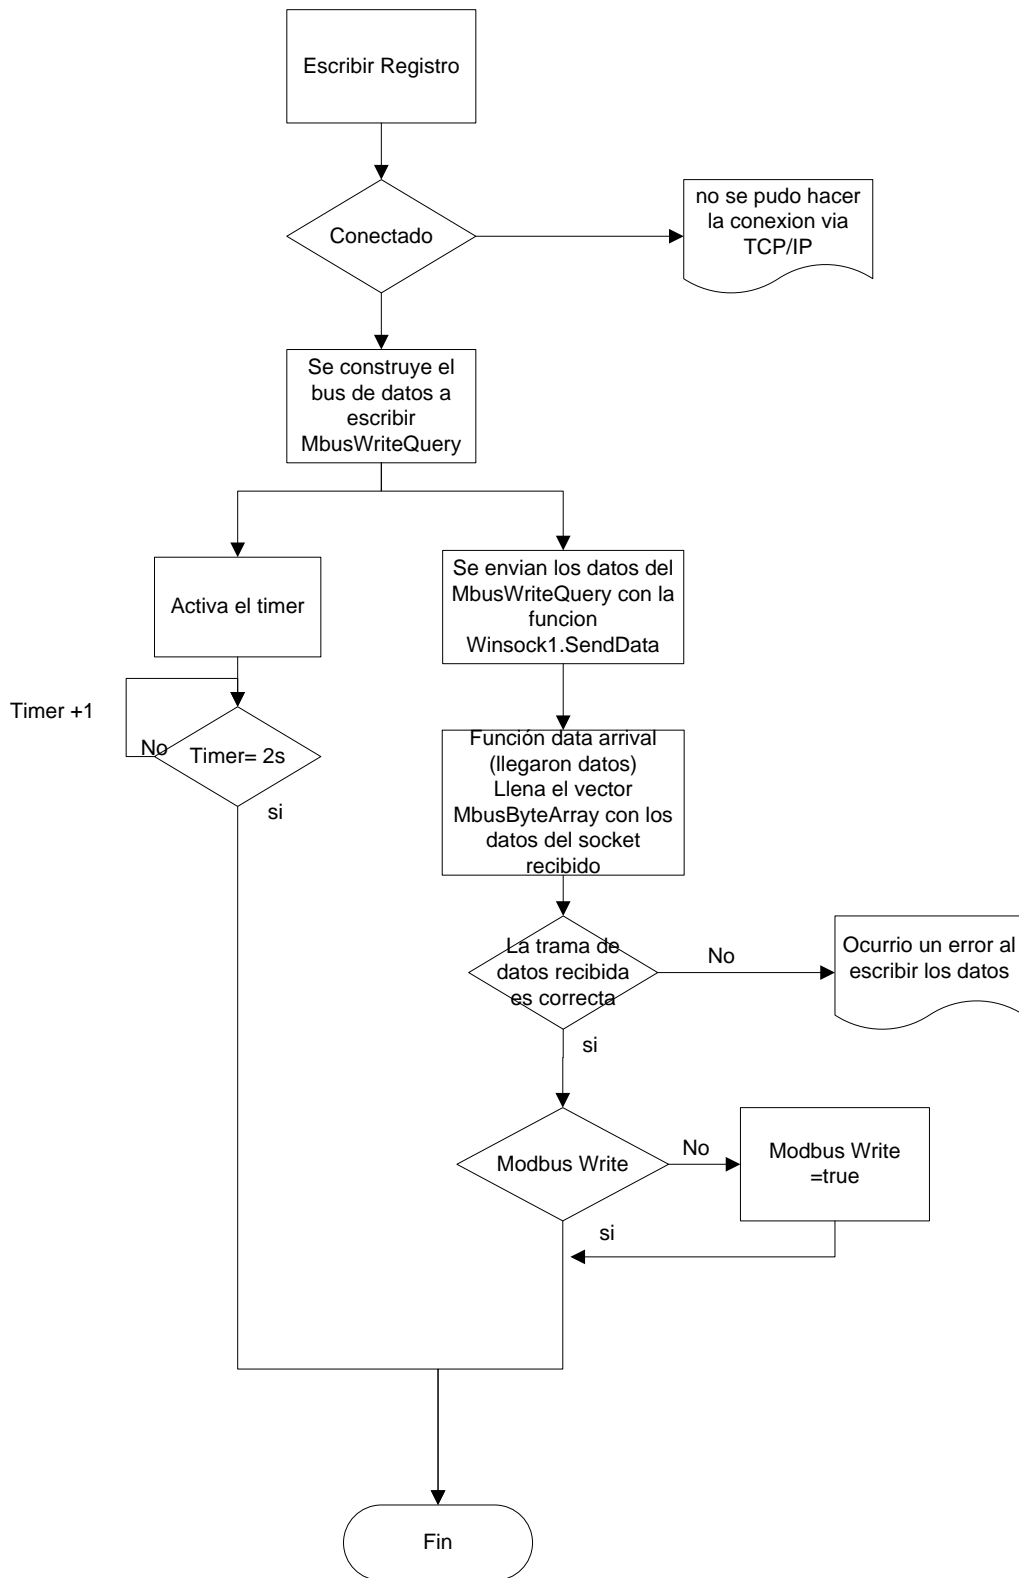 Escribir Registro
Conectado
no se pudo hacer
la conexion via
TCP/IP
Se construye el
bus de datos a
escribir
MbusWriteQuery
Activa el timer
Se envian los datos del
MbusWriteQuery con la
funcion
Winsock1.SendData
Timer +1
No
Timer= 2s
si
Función data arrival
(llegaron datos)
Llena el vector
MbusByteArray con los
datos del socket
recibido
La trama de
datos recibida
es correcta
No
Ocurrio un error al
escribir los datos
si
Modbus Write
No
Modbus Write
=true
si
Fin